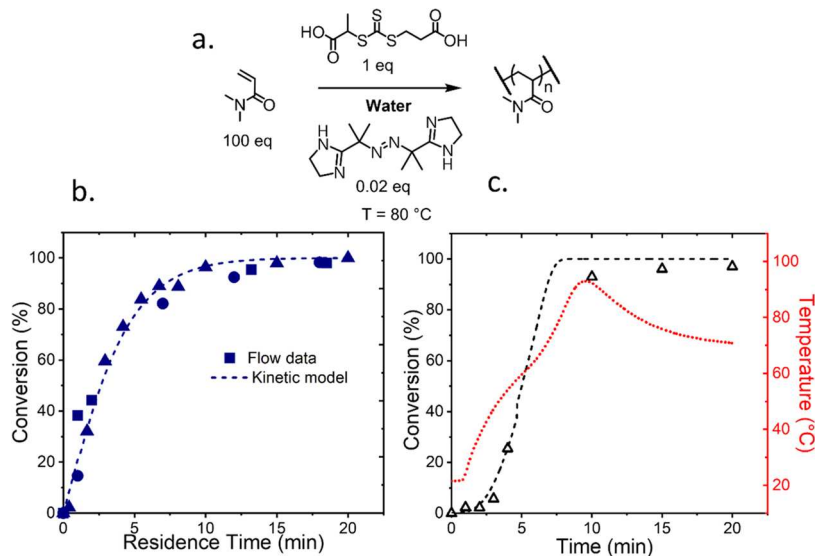 a.
HO
O
S
S
S
O
OH
1 eq
N
O
100 eq
Water
H
N
N
N
N
N
N
H
0.02 eq
T = 80 °C
n
N
O
b.
Conversion (%)
100
80
60
40
20
0
Flow data
Kinetic model
0
5
10
15
20
Residence Time (min)
c.
Conversion (%)
100
80
60
40
20
0
0
5
10
15
20
Time (min)
100
80
60
40
20
Temperature (°C)